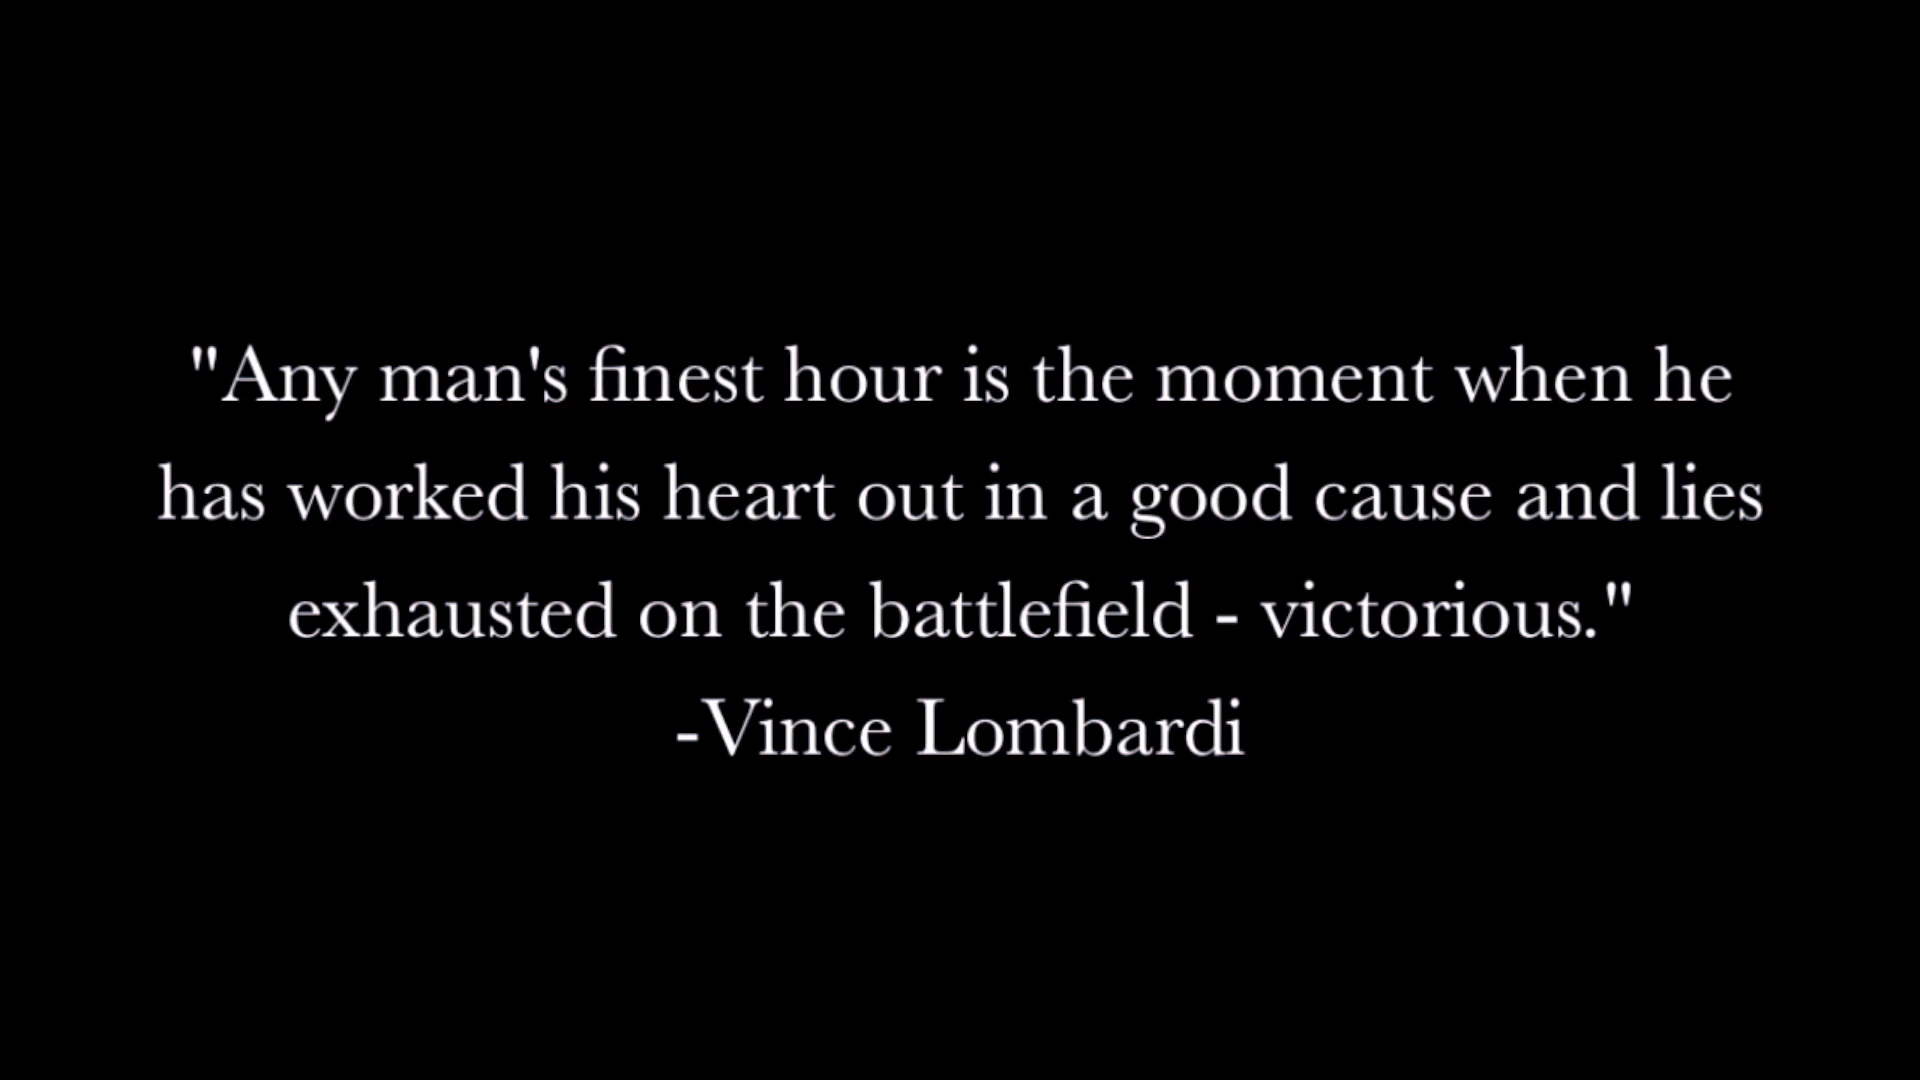 "Any man's finest hour is the moment when he
has worked his heart out in a good cause and lies
exhausted on the battlefield - victorious."
-Vince Lombardi